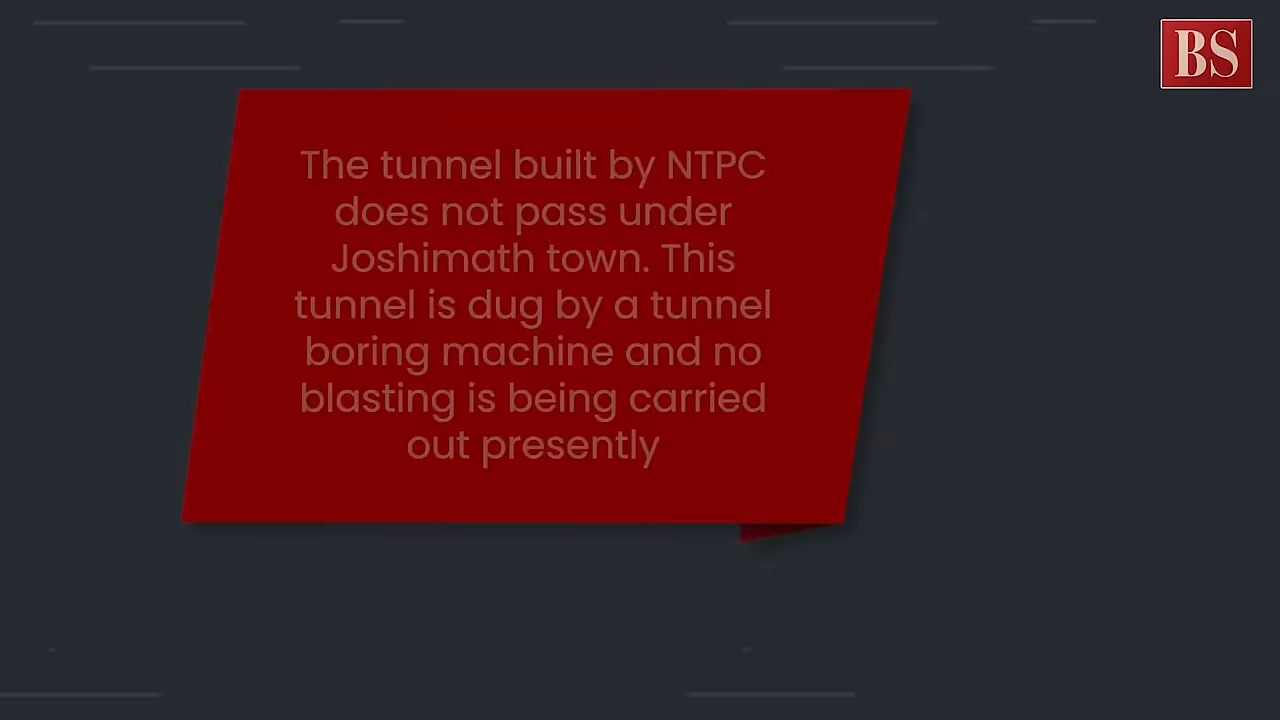 BS
The tunnel built by NTPC
does not pass under
Joshimath town. This
tunnel is dug by a tunnel
boring machine and no
blasting is being carried
out presently